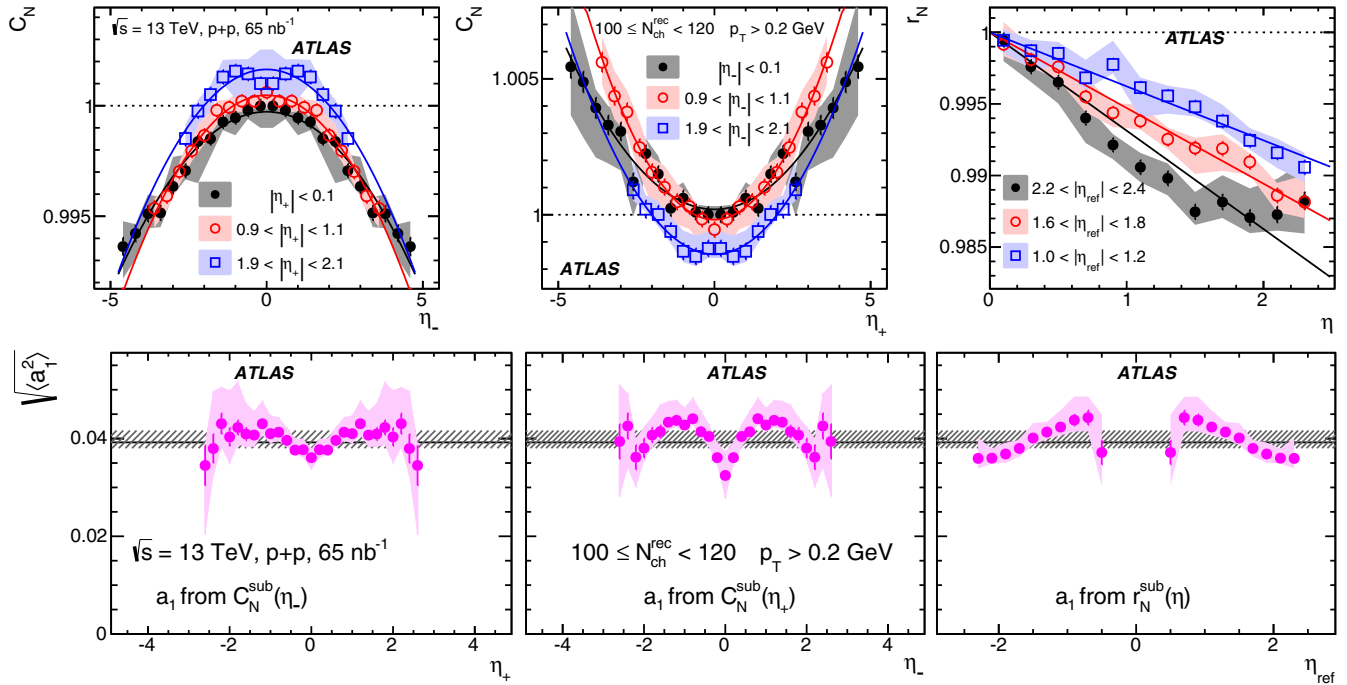 C_N
√s = 13 TeV, p+p, 65 nb⁻¹
ATLAS
1
0.995
|η₊| < 0.1
0.9 < |η₊| < 1.1
1.9 < |η₊| < 2.1
-5 0 5
η₋
C_N
100 ≤ N_ch^rec < 120 p_T > 0.2 GeV
1.005
1
|η₋| < 0.1
0.9 < |η₋| < 1.1
1.9 < |η₋| < 2.1
ATLAS
-5 0 5
η₊
r_N
ATLAS
1
0.995
0.99
0.985
2.2 < |η_ref| < 2.4
1.6 < |η_ref| < 1.8
1.0 < |η_ref| < 1.2
0 1 2
η
√⟨a₁²⟩
ATLAS
0.04
0.02
0
√s = 13 TeV, p+p, 65 nb⁻¹
a₁ from C_N^sub(η₋)
-4 -2 0 2 4
η₊
ATLAS
100 ≤ N_ch^rec < 120 p_T > 0.2 GeV
a₁ from C_N^sub(η₊)
-4 -2 0 2 4
η₋
ATLAS
a₁ from r_N^sub(η)
-2 0 2
η_ref